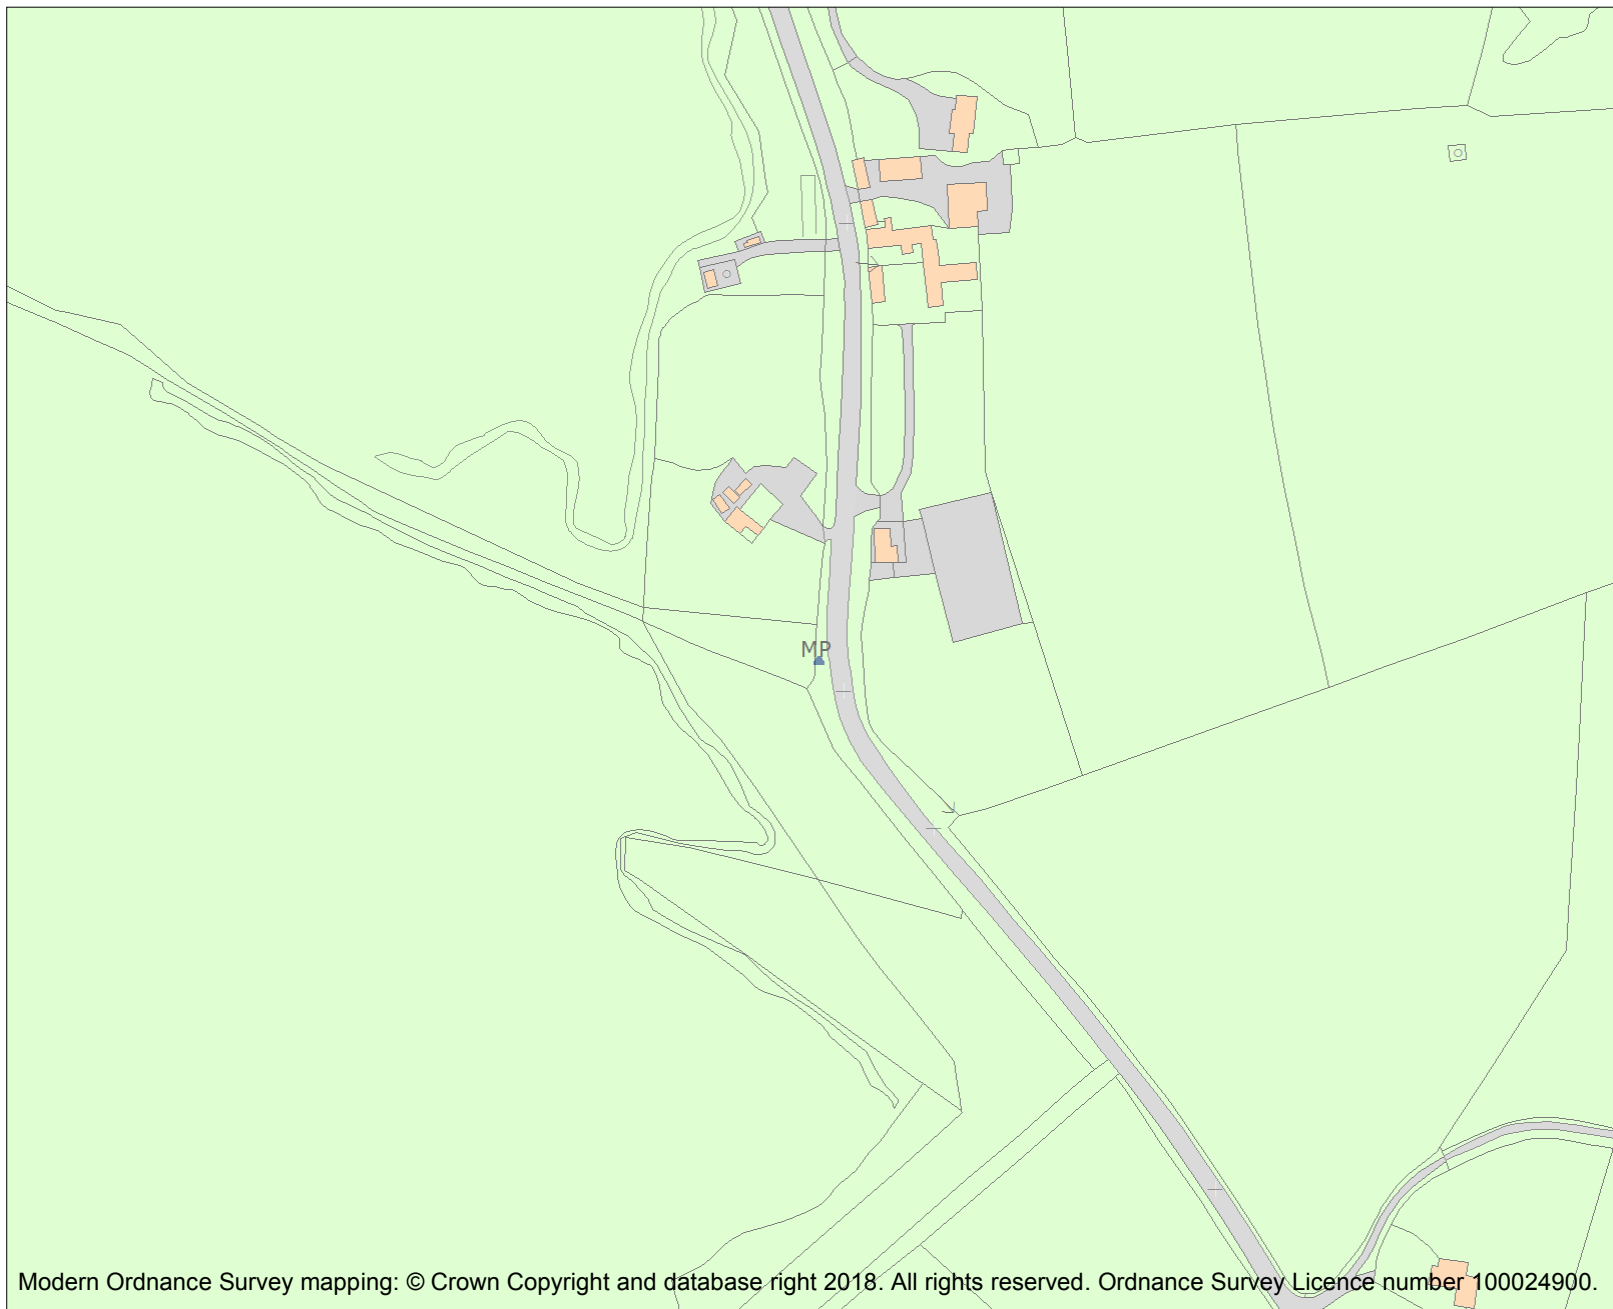 MP
Modern Ordnance Survey mapping: © Crown Copyright and database right 2018. All rights reserved. Ordnance Survey Licence number 100024900.